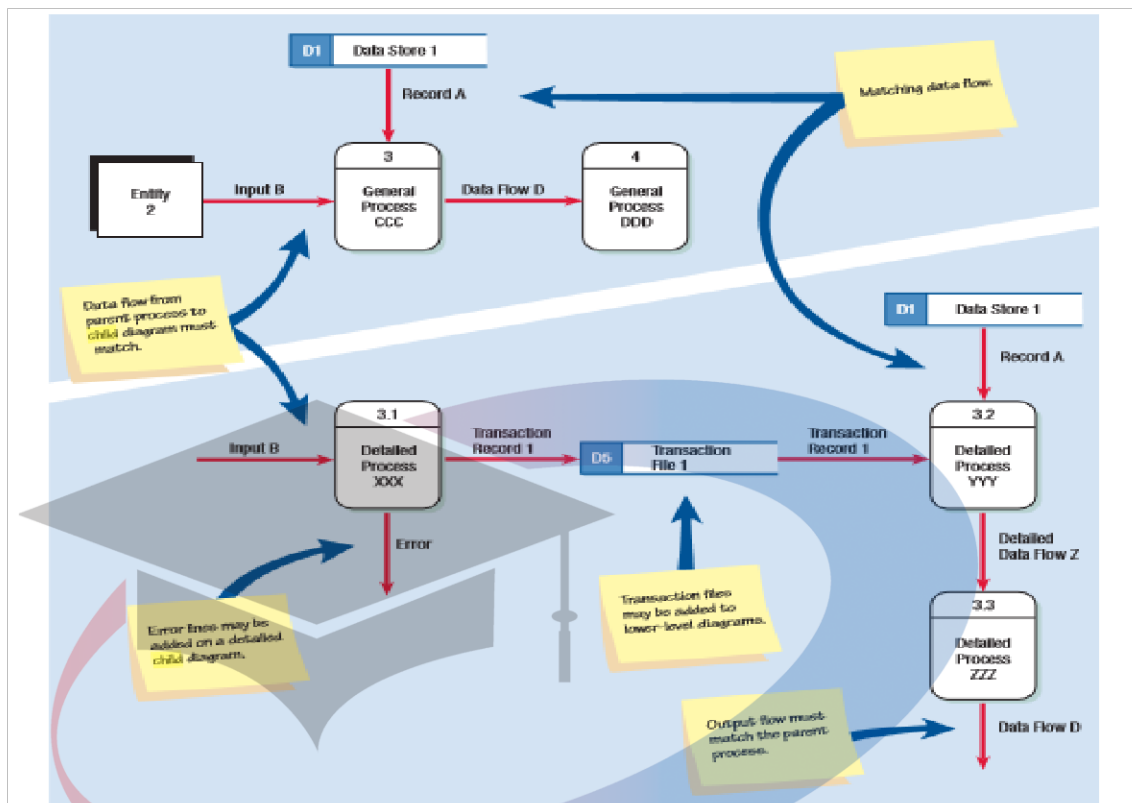 D1
Data Store 1
Record A
Matching data flow.
3
General
Process
CCC
4
General
Process
DDD
Entity
2
Input B
Data Flow D
Data flow from
parent process to
child diagram must
match.
D1
Data Store 1
Record A
3.1
Detailed
Process
XXX
Input B
Transaction
Record 1
D5
Transaction
File 1
Transaction
Record 1
3.2
Detailed
Process
YYY
Error
Detailed
Data Flow Z
Error lines may be
added on a detailed
child diagram.
Transaction files
may be added to
lower-level diagrams.
3.3
Detailed
Process
ZZZ
Output flow must
match the parent
process.
Data Flow D